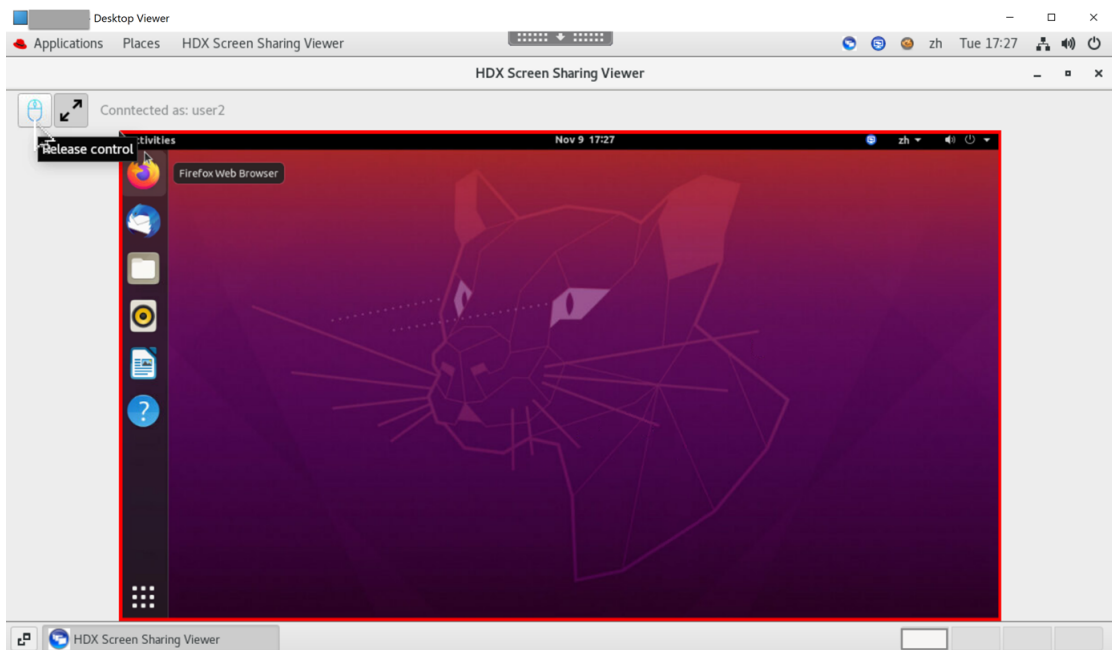 - Desktop Viewer
Applications Places HDX Screen Sharing Viewer zh Tue 17:27
HDX Screen Sharing Viewer
Conntected as: user2
Release control
tivities Nov 9 17:27 zh
Firefox Web Browser
?
HDX Screen Sharing Viewer